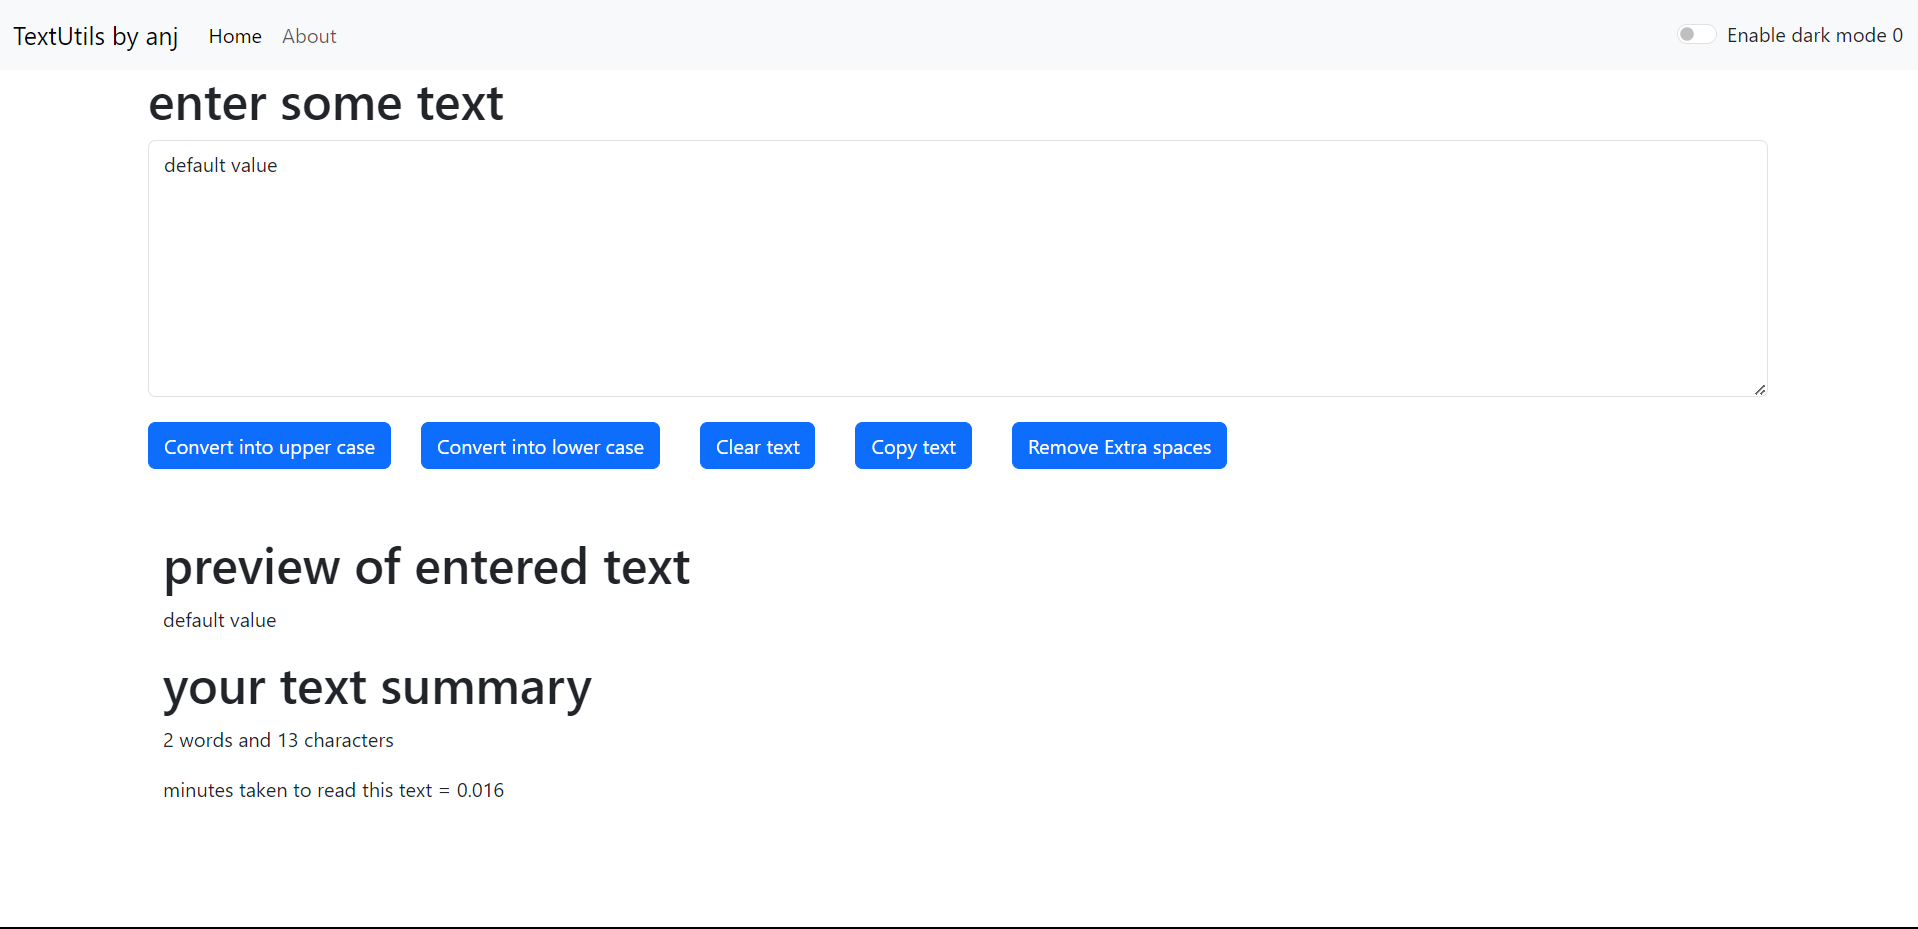 TextUtils by anj Home About Enable dark mode 0
enter some text
default value
Convert into upper case Convert into lower case Clear text Copy text Remove Extra spaces
preview of entered text
default value
your text summary
2 words and 13 characters
minutes taken to read this text = 0.016